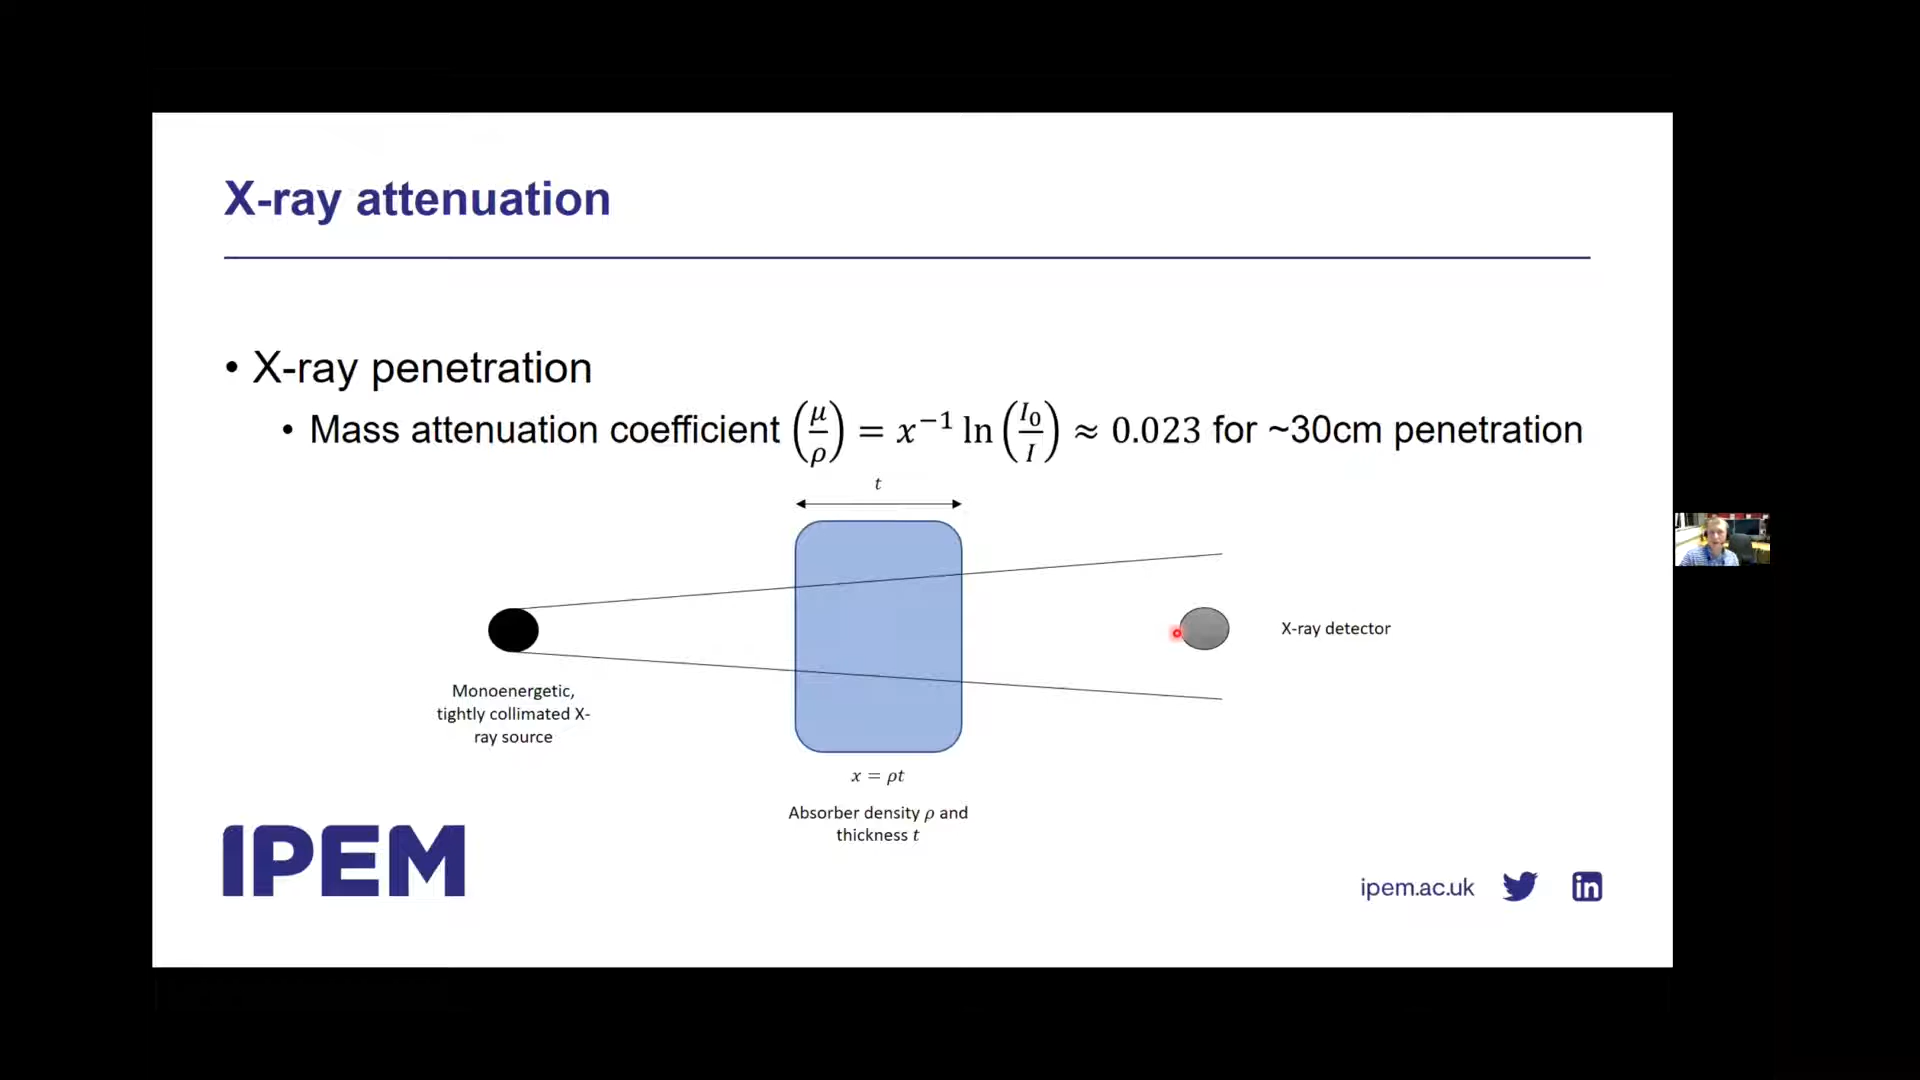 X-ray attenuation
• X-ray penetration
• Mass attenuation coefficient (μ/ρ) = x⁻¹ ln(I₀/I) ≈ 0.023 for ~30cm penetration
t
X-ray detector
Monoenergetic,
tightly collimated X-
ray source
x = ρt
Absorber density ρ and
thickness t
IPEM
ipem.ac.uk
in